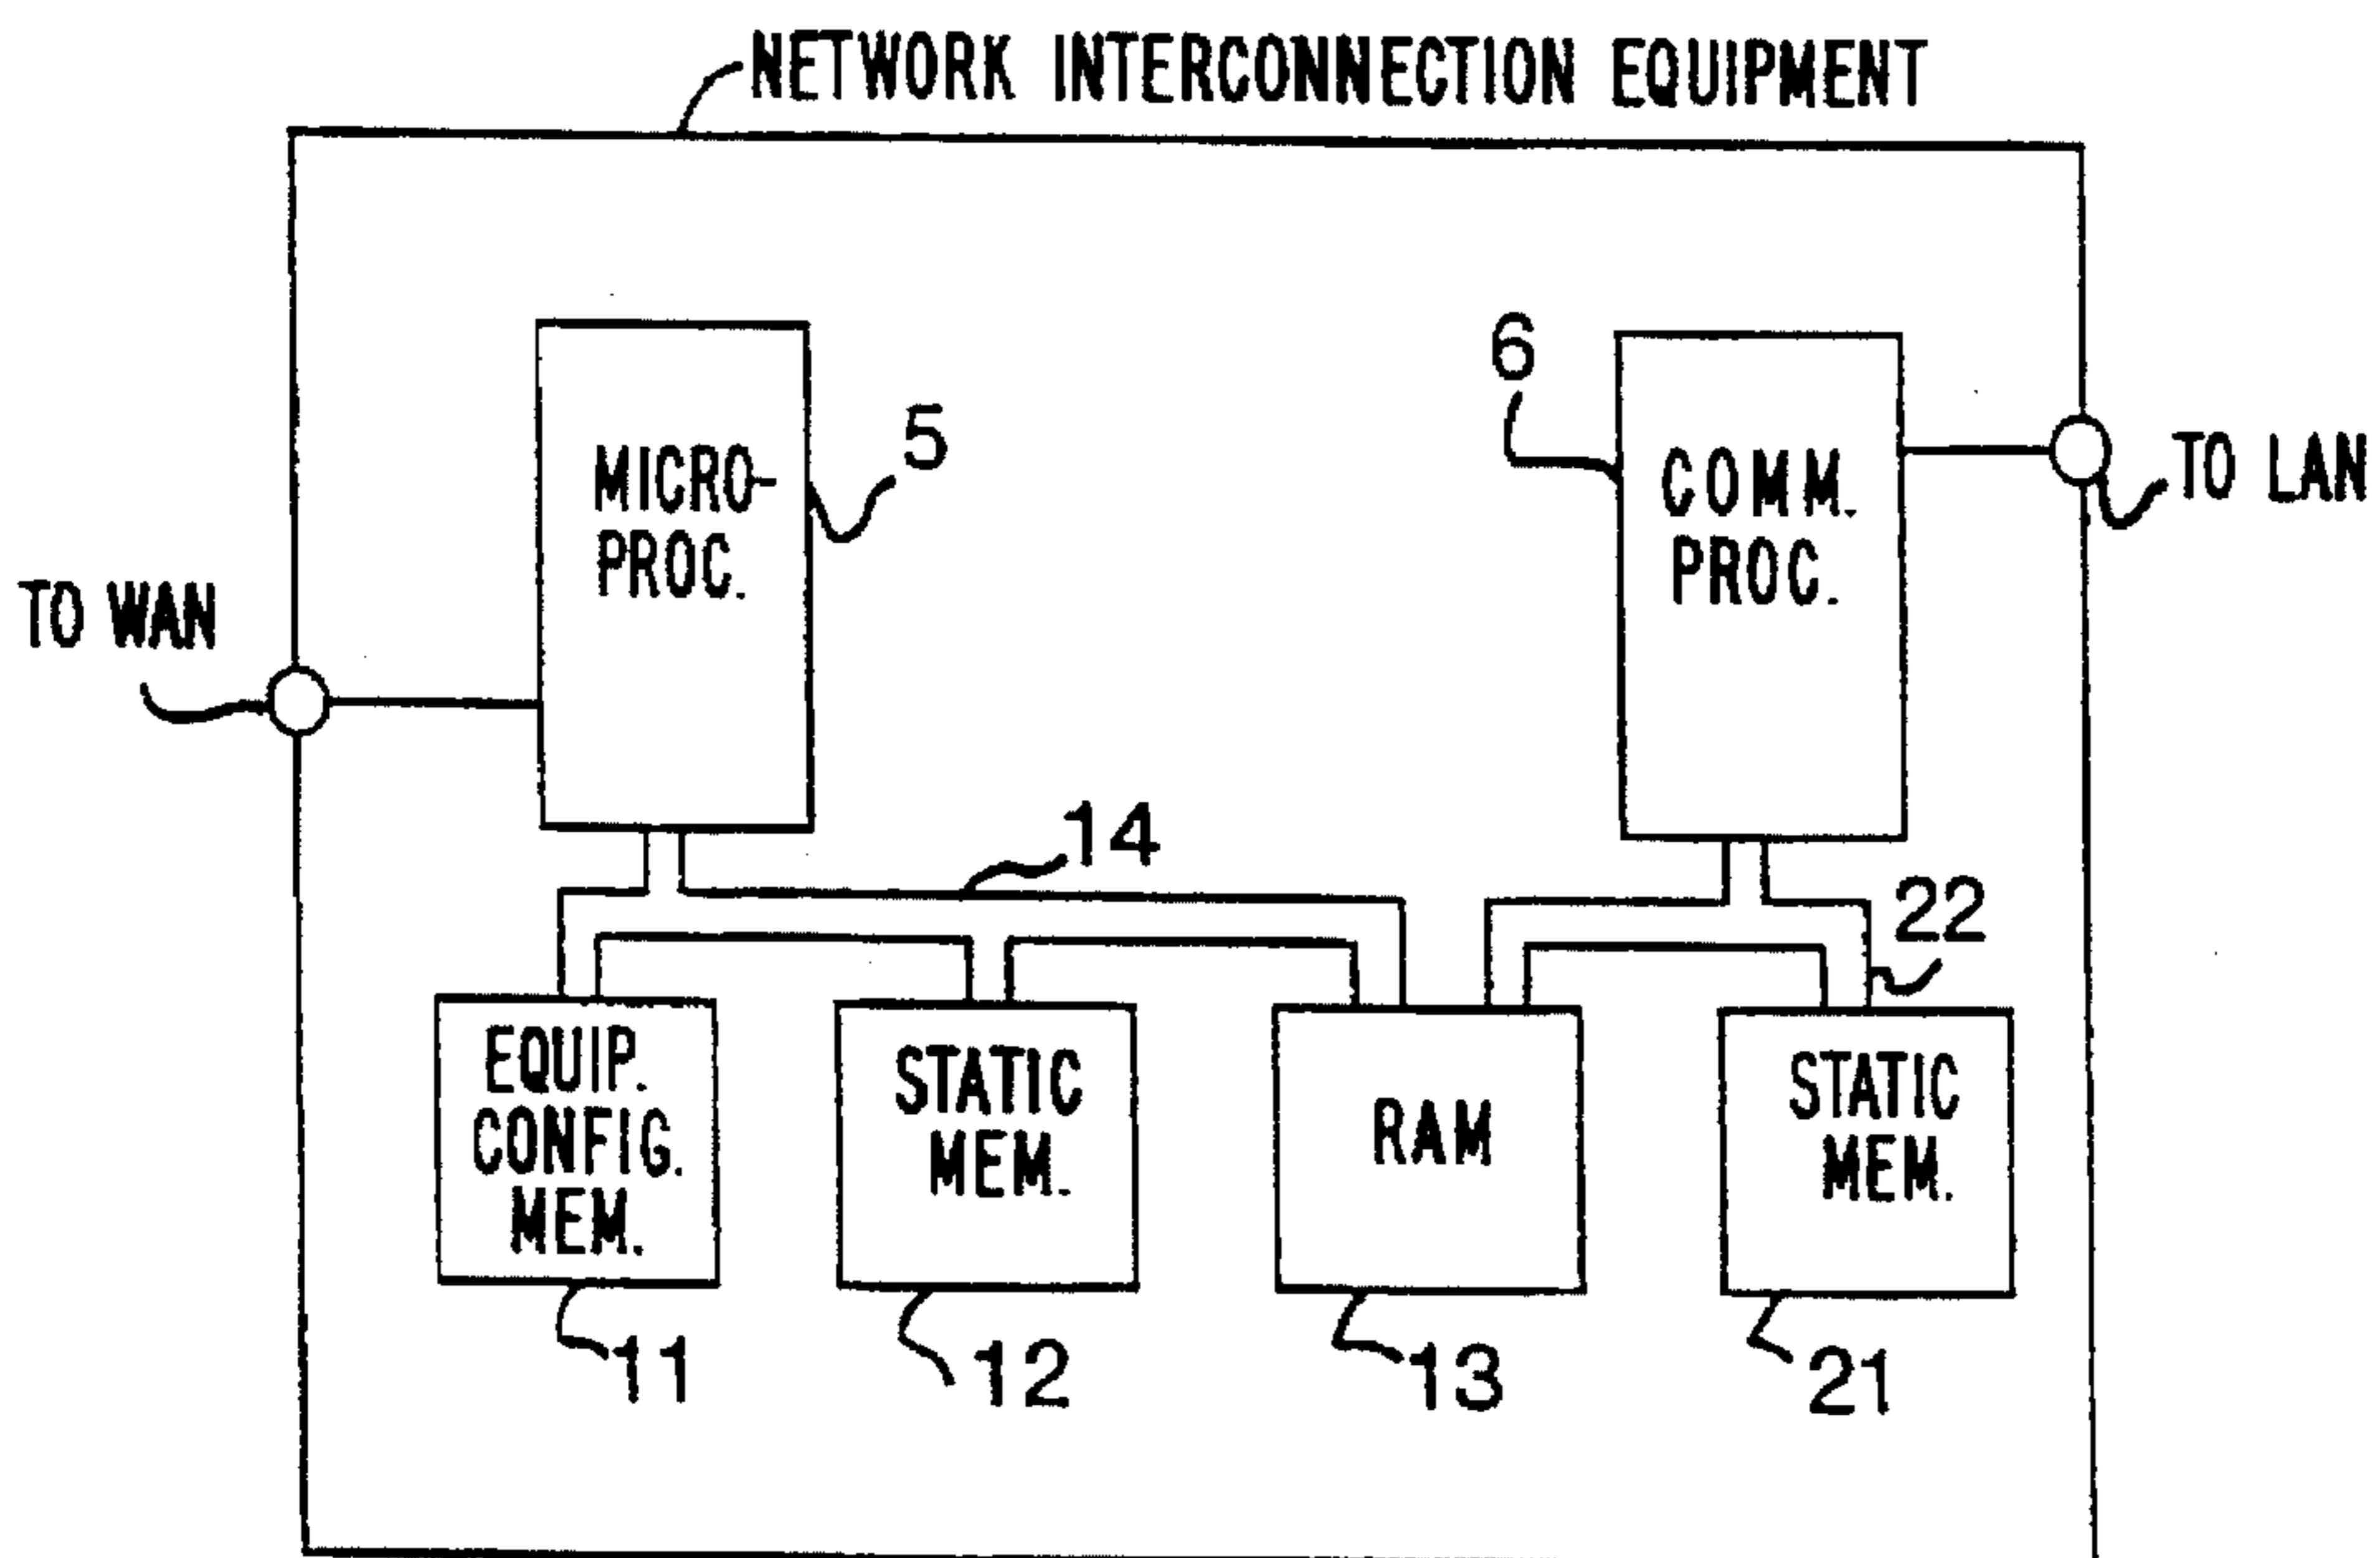 NETWORK INTERCONNECTION EQUIPMENT
MICRO-
PROC.
5
6
COMM.
PROC.
TO LAN
TO WAN
14
22
EQUIP.
CONFIG.
MEM.
STATIC
MEM.
RAM
STATIC
MEM.
11
12
13
21